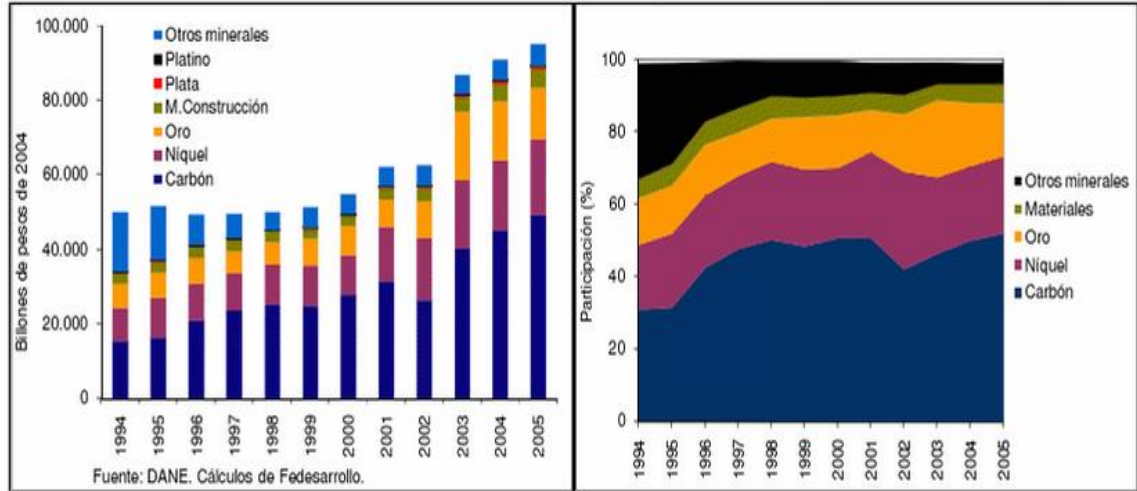 Billones de pesos de 2004
100.000
80.000
60.000
40.000
20.000
0
Otros minerales
Platino
Plata
M.Construcción
Oro
Níquel
Carbón
1994
1995
1996
1997
1998
1999
2000
2001
2002
2003
2004
2005
Fuente: DANE. Cálculos de Fedesarrollo.
Participación (%)
100
80
60
40
20
0
1994
1995
1996
1997
1998
1999
2000
2001
2002
2003
2004
2005
Otros minerales
Materiales
Oro
Níquel
Carbón